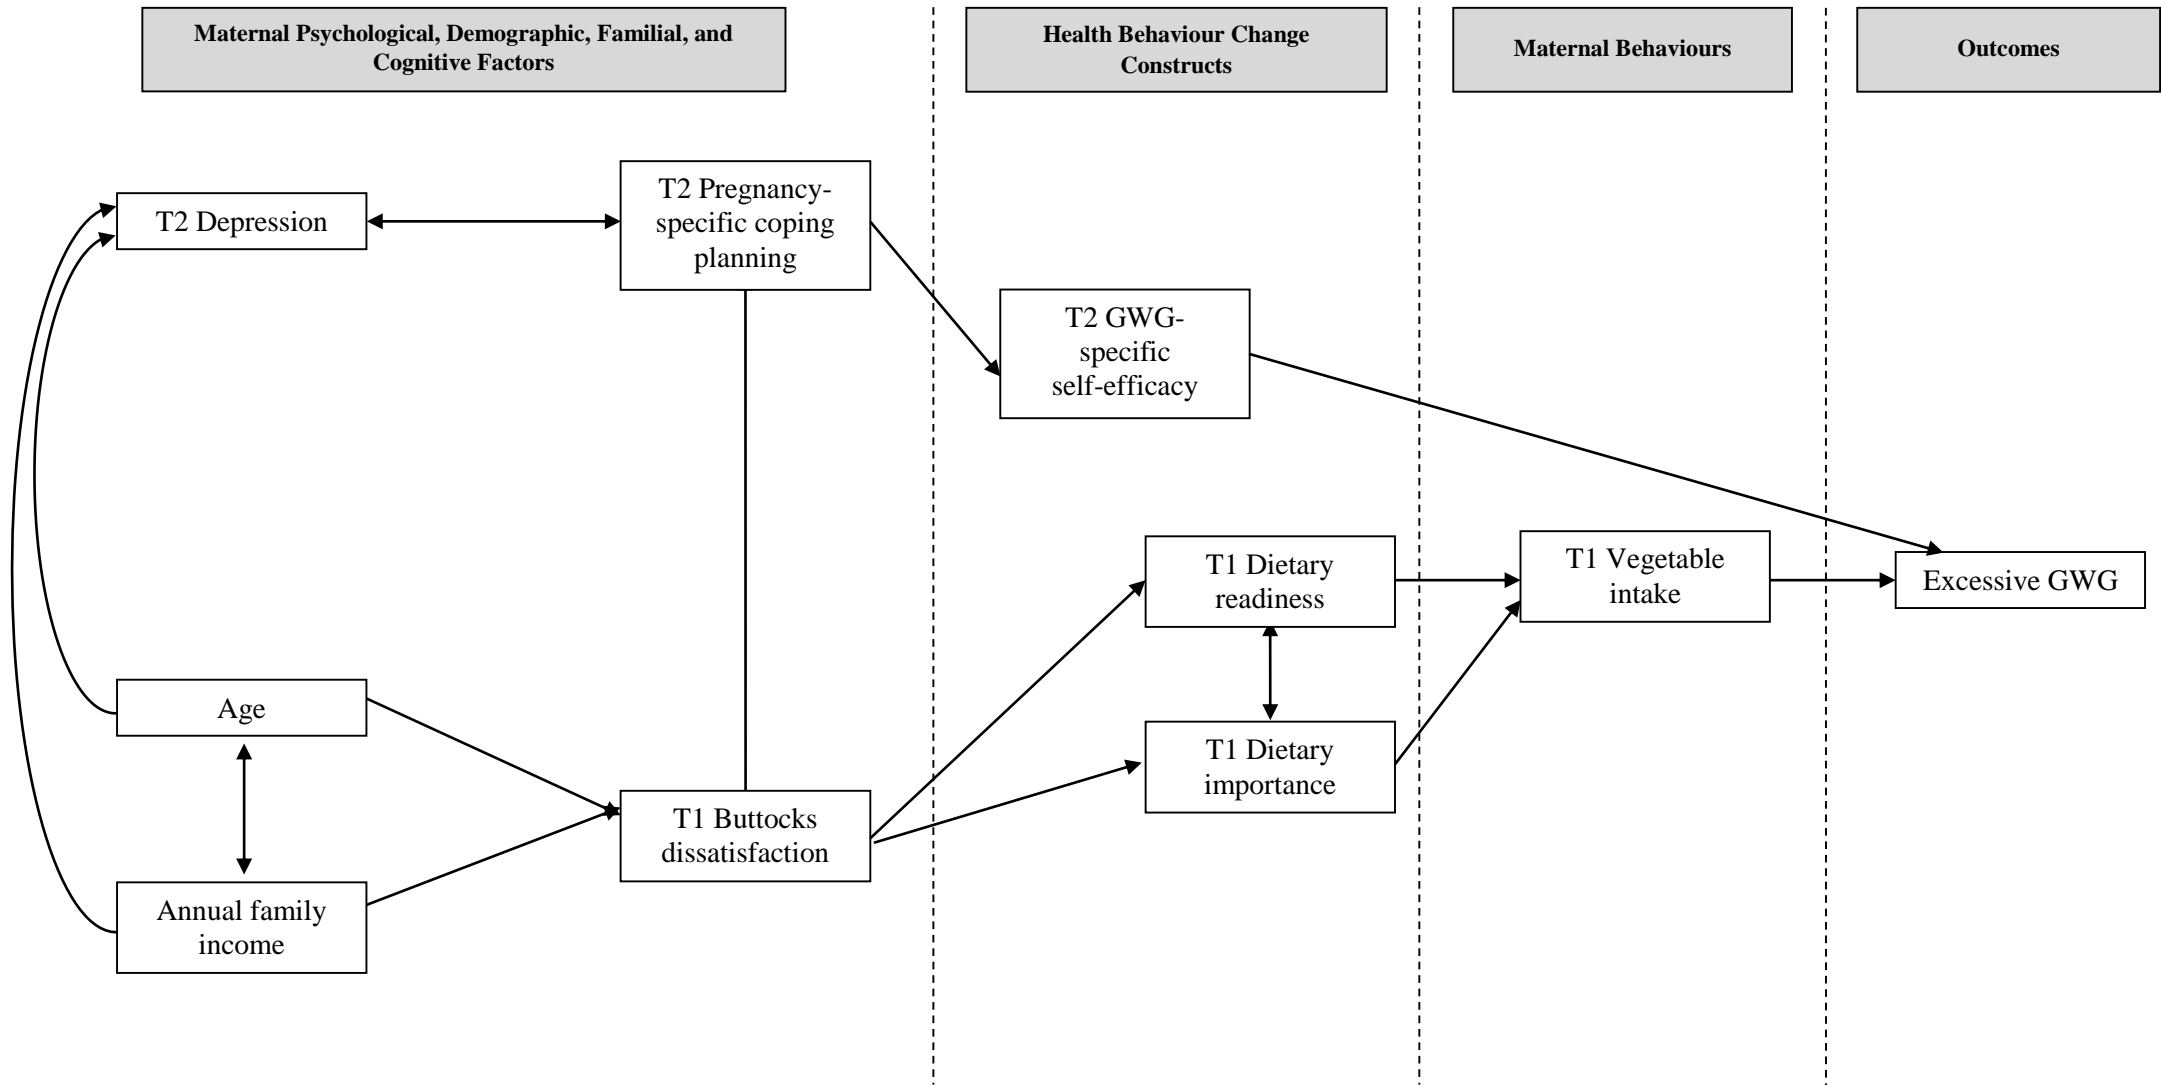 Maternal Psychological, Demographic, Familial, and
Cognitive Factors
Health Behaviour Change
Constructs
Maternal Behaviours
Outcomes
T2 Depression
T2 Pregnancy-
specific coping
planning
T2 GWG-
specific
self-efficacy
T1 Dietary
readiness
T1 Vegetable
intake
Excessive GWG
Age
T1 Dietary
importance
T1 Buttocks
dissatisfaction
Annual family
income